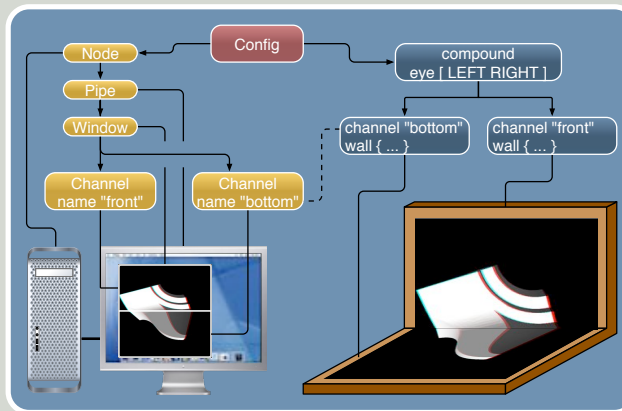 Config
Node
Pipe
Window
Channel
name "front"
Channel
name "bottom"
compound
eye [ LEFT RIGHT ]
channel "bottom"
wall { ... }
channel "front"
wall { ... }